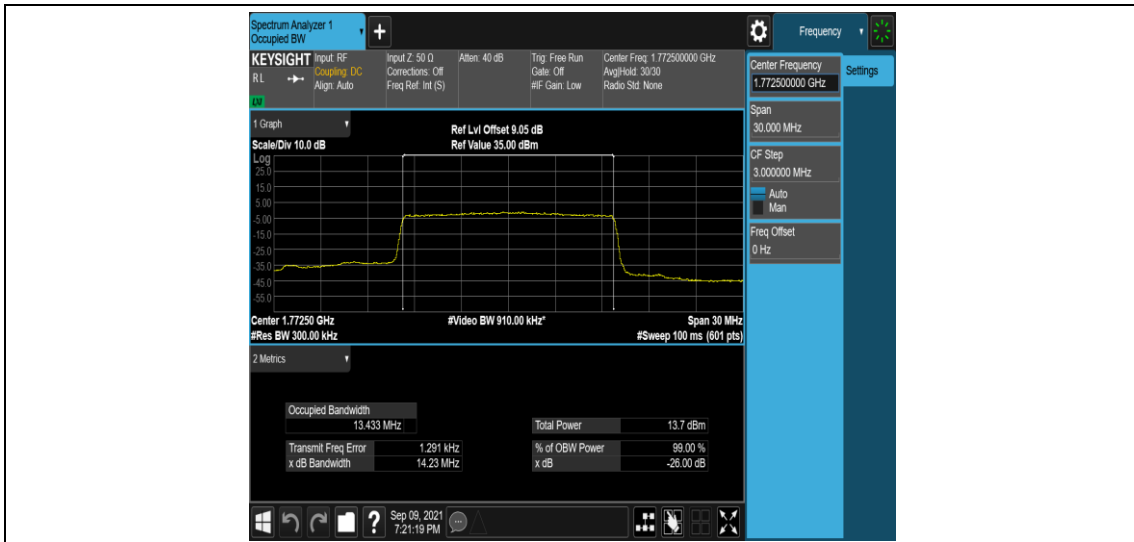 Spectrum Analyzer 1
Occupied BW
+
Frequency
KEYSIGHT
R L
LXI
Input: RF
Coupling: DC
Align: Auto
Input Z: 50 Ω
Corrections: Off
Freq Ref: Int (S)
Atten: 40 dB
Trig: Free Run
Gate: Off
#IF Gain: Low
Center Freq: 1.772500000 GHz
Avg|Hold: 30/30
Radio Std: None
Center Frequency
1.772500000 GHz
Settings
Span
30.000 MHz
CF Step
3.000000 MHz
Auto
Man
Freq Offset
0 Hz
1 Graph
Scale/Div 10.0 dB
Ref Lvl Offset 9.05 dB
Ref Value 35.00 dBm
Log
25.0
15.0
5.00
-5.00
-15.0
-25.0
-35.0
-45.0
-55.0
Center 1.77250 GHz
#Video BW 910.00 kHz*
Span 30 MHz
#Res BW 300.00 kHz
#Sweep 100 ms (601 pts)
2 Metrics
Occupied Bandwidth
13.433 MHz
Total Power 13.7 dBm
Transmit Freq Error 1.291 kHz
% of OBW Power 99.00 %
x dB Bandwidth 14.23 MHz
x dB -26.00 dB
?
Sep 09, 2021
7:21:19 PM